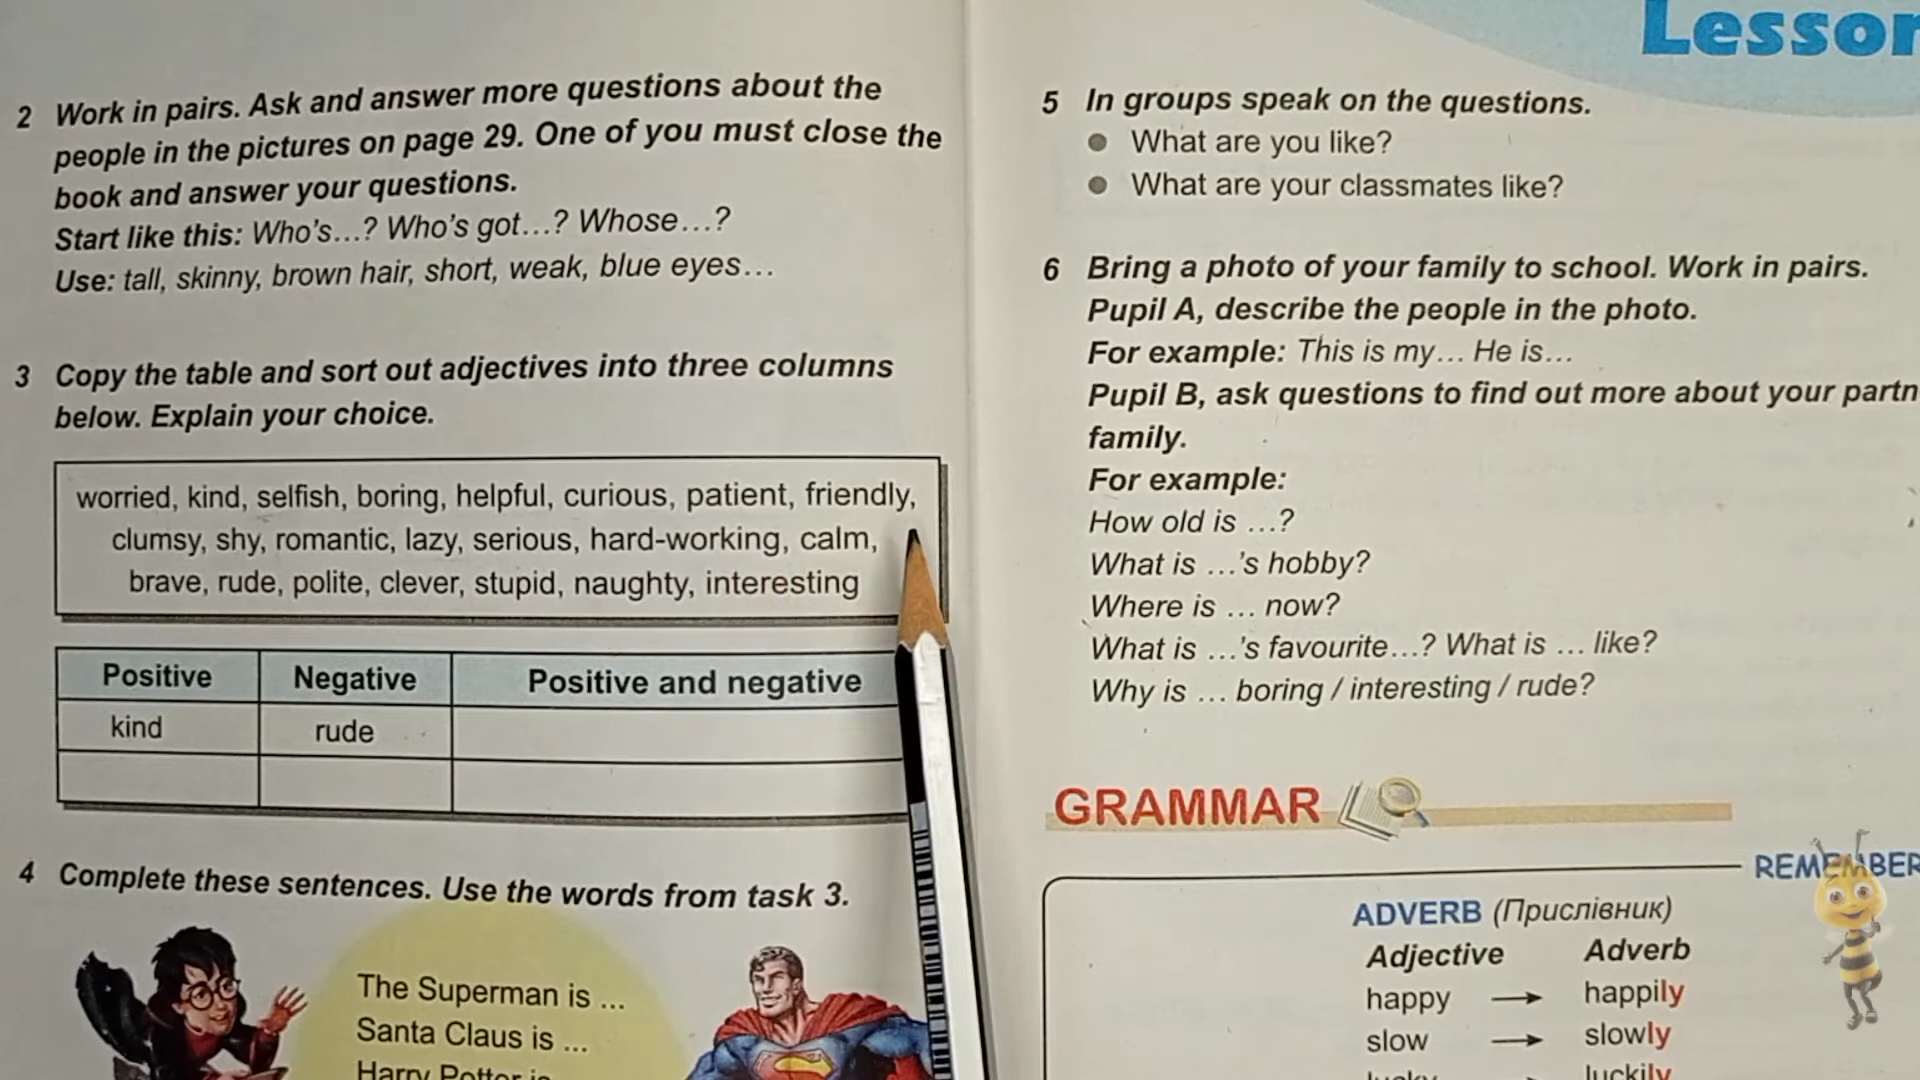 2 Work in pairs. Ask and answer more questions about the
people in the pictures on page 29. One of you must close the
book and answer your questions.
Start like this: Who's...? Who's got...? Whose...?
Use: tall, skinny, brown hair, short, weak, blue eyes...
3 Copy the table and sort out adjectives into three columns
below. Explain your choice.
worried, kind, selfish, boring, helpful, curious, patient, friendly,
clumsy, shy, romantic, lazy, serious, hard-working, calm,
brave, rude, polite, clever, stupid, naughty, interesting
Positive Negative Positive and negative
kind rude
4 Complete these sentences. Use the words from task 3.
The Superman is ...
Santa Claus is ...
Harry Potter is
Lesson
5 In groups speak on the questions.
● What are you like?
● What are your classmates like?
6 Bring a photo of your family to school. Work in pairs.
Pupil A, describe the people in the photo.
For example: This is my... He is...
Pupil B, ask questions to find out more about your partn
family.
For example:
How old is ...?
What is ...'s hobby?
Where is ... now?
What is ...'s favourite...? What is ... like?
Why is ... boring / interesting / rude?
GRAMMAR
REMEMBER
ADVERB (Прислівник)
Adjective Adverb
happy → happily
slow → slowly
lucky → luckily